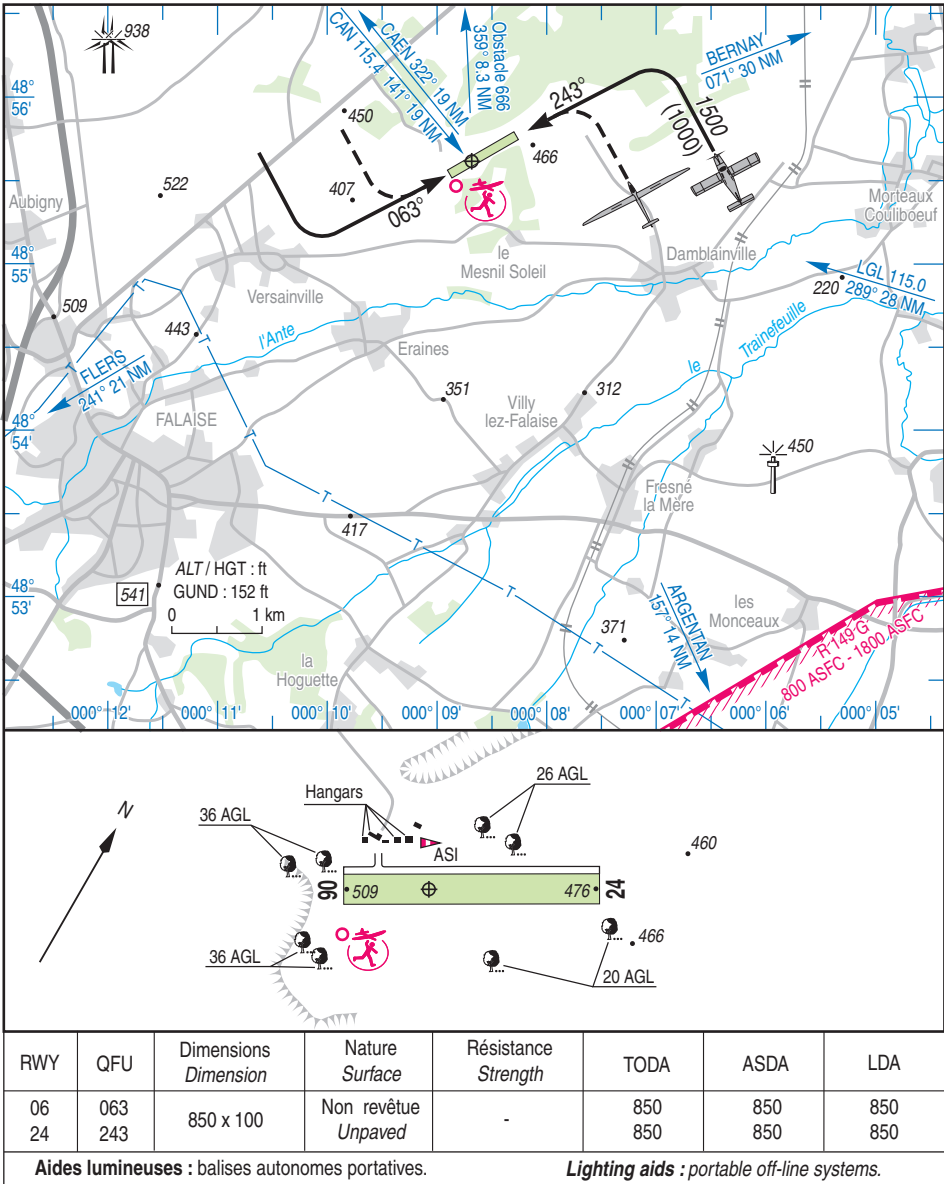 938
CAEN 322° 19 NM
CAN 115.4 141° 19 NM
Obstacle 666
359° 8.3 NM
BERNAY
071° 30 NM
48°
56'
450
243°
1500
(1000)
466
522
407
063°
Aubigny
Morteaux
Couliboeuf
48°
55'
le
Mesnil Soleil
Damblainville
LGL 115.0
289° 28 NM
220
T
Versainville
509
443
l'Ante
Eraines
le Trainefeuille
T
FLERS
241° 21 NM
T
351
312
48°
54'
FALAISE
Villy
lez-Falaise
450
T
Fresné
la Mère
417
T
T
ALT / HGT : ft
GUND : 152 ft
541
0 1 km
48°
53'
T
ARGENTAN
157° 14 NM
les
Monceaux
371
T
R 149 G
800 ASFC - 1800 ASFC
la
Hoguette
T
000° 12' 000° 11' 000° 10' 000° 09' 000° 08' 000° 07' 000° 06' 000° 05'
N
Hangars
26 AGL
36 AGL
ASI
460
06
509
476
24
466
36 AGL
20 AGL
RWY QFU Dimensions Nature Résistance TODA ASDA LDA
Dimension Surface Strength
06 063 850 x 100 Non revêtue - 850 850 850
24 243 Unpaved 850 850 850
Aides lumineuses : balises autonomes portatives. Lighting aids : portable off-line systems.